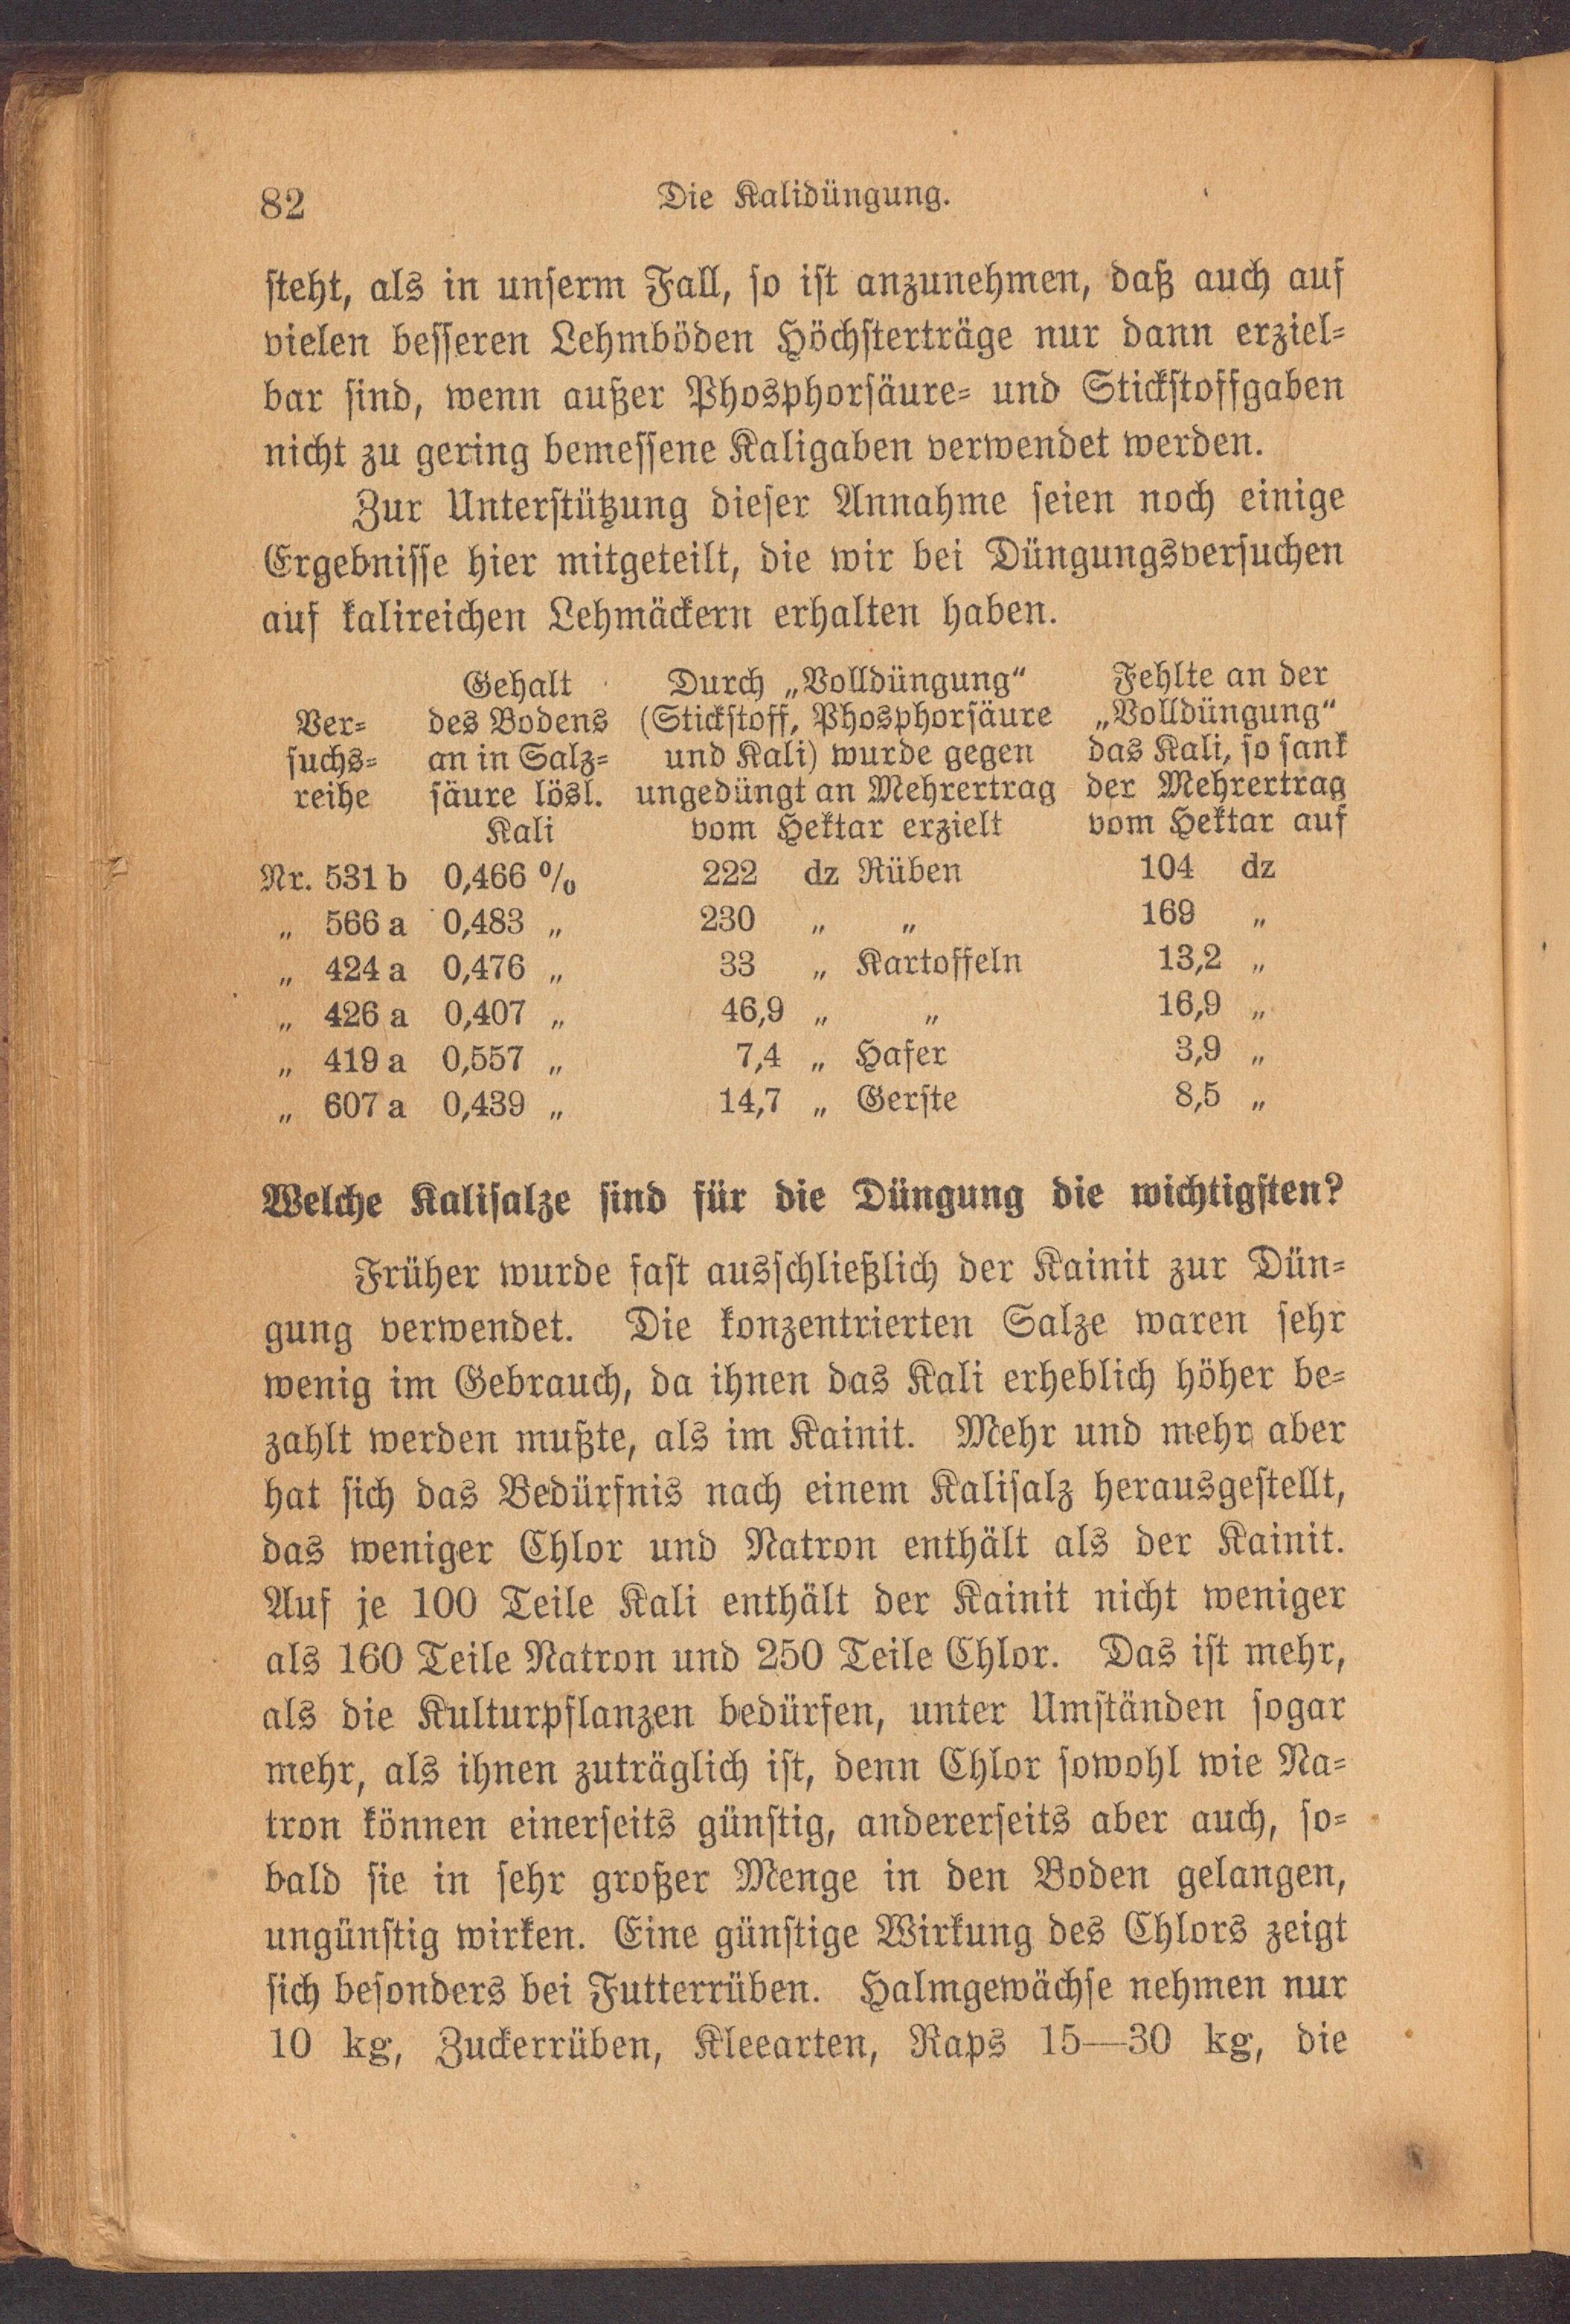 82
Die Kalidüngung.
steht, als in unserm Fall, so ist anzunehmen, daß auch auf
vielen besseren Lehmböden Höchsterträge nur dann erziel-
bar sind, wenn außer Phosphorsäure- und Stickstoffgaben
nicht zu gering bemessene Kaligaben verwendet werden.
Zur Unterstützung dieser Annahme seien noch einige
Ergebnisse hier mitgeteilt, die wir bei Düngungsversuchen
auf kalireichen Lehmäckern erhalten haben.
Gehalt Durch „Volldüngung“ Fehlte an der
Ver- des Bodens (Stickstoff, Phosphorsäure „Volldüngung“
suchs- an in Salz- und Kali) wurde gegen das Kali, so sank
reihe säure lösl. ungedüngt an Mehrertrag der Mehrertrag
Kali vom Hektar erzielt vom Hektar auf
Nr. 531 b 0,466 % 222 dz Rüben 104 dz
„ 566 a 0,483 „ 230 „ „ 169 „
„ 424 a 0,476 „ 33 „ Kartoffeln 13,2 „
„ 426 a 0,407 „ 46,9 „ „ 16,9 „
„ 419 a 0,557 „ 7,4 „ Hafer 3,9 „
„ 607 a 0,439 „ 14,7 „ Gerste 8,5 „
Welche Kalisalze sind für die Düngung die wichtigsten?
Früher wurde fast ausschließlich der Kainit zur Dün-
gung verwendet. Die konzentrierten Salze waren sehr
wenig im Gebrauch, da ihnen das Kali erheblich höher be-
zahlt werden mußte, als im Kainit. Mehr und mehr aber
hat sich das Bedürfnis nach einem Kalisalz herausgestellt,
das weniger Chlor und Natron enthält als der Kainit.
Auf je 100 Teile Kali enthält der Kainit nicht weniger
als 160 Teile Natron und 250 Teile Chlor. Das ist mehr,
als die Kulturpflanzen bedürfen, unter Umständen sogar
mehr, als ihnen zuträglich ist, denn Chlor sowohl wie Na-
tron können einerseits günstig, andererseits aber auch, so-
bald sie in sehr großer Menge in den Boden gelangen,
ungünstig wirken. Eine günstige Wirkung des Chlors zeigt
sich besonders bei Futterrüben. Halmgewächse nehmen nur
10 kg, Zuckerrüben, Kleearten, Raps 15—30 kg, die